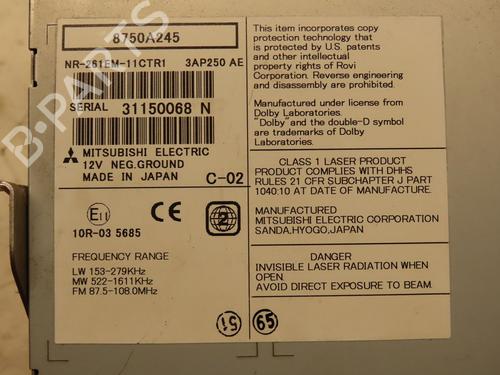 8750A245
NR-261EM-11CTR1 3AP250 AE
SERIAL 31150068 N
MITSUBISHI ELECTRIC
12V NEG.GROUND
MADE IN JAPAN C-02
E11
CE
2
10R-03 5685
FREQUENCY RANGE
LW 153-279KHz
MW 522-1611KHz
FM 87.5-108.0MHz
This item incorporates copy
protection technology that
is protected by U.S. patents
and other intellectual
property rights of Rovi
Corporation. Reverse engineering
and disassembly are prohibited.
Manufactured under license from
Dolby Laboratories.
"Dolby" and the double-D symbol
are trademarks of Dolby
Laboratories.
CLASS 1 LASER PRODUCT
PRODUCT COMPLIES WITH DHHS
RULES 21 CFR SUBCHAPTER J PART
1040:10 AT DATE OF MANUFACTURE.
MANUFACTURED
MITSUBISHI ELECTRIC CORPORATION
SANDA,HYOGO,JAPAN
DANGER
INVISIBLE LASER RADIATION WHEN
OPEN.
AVOID DIRECT EXPOSURE TO BEAM.
51 65
B-PARTS